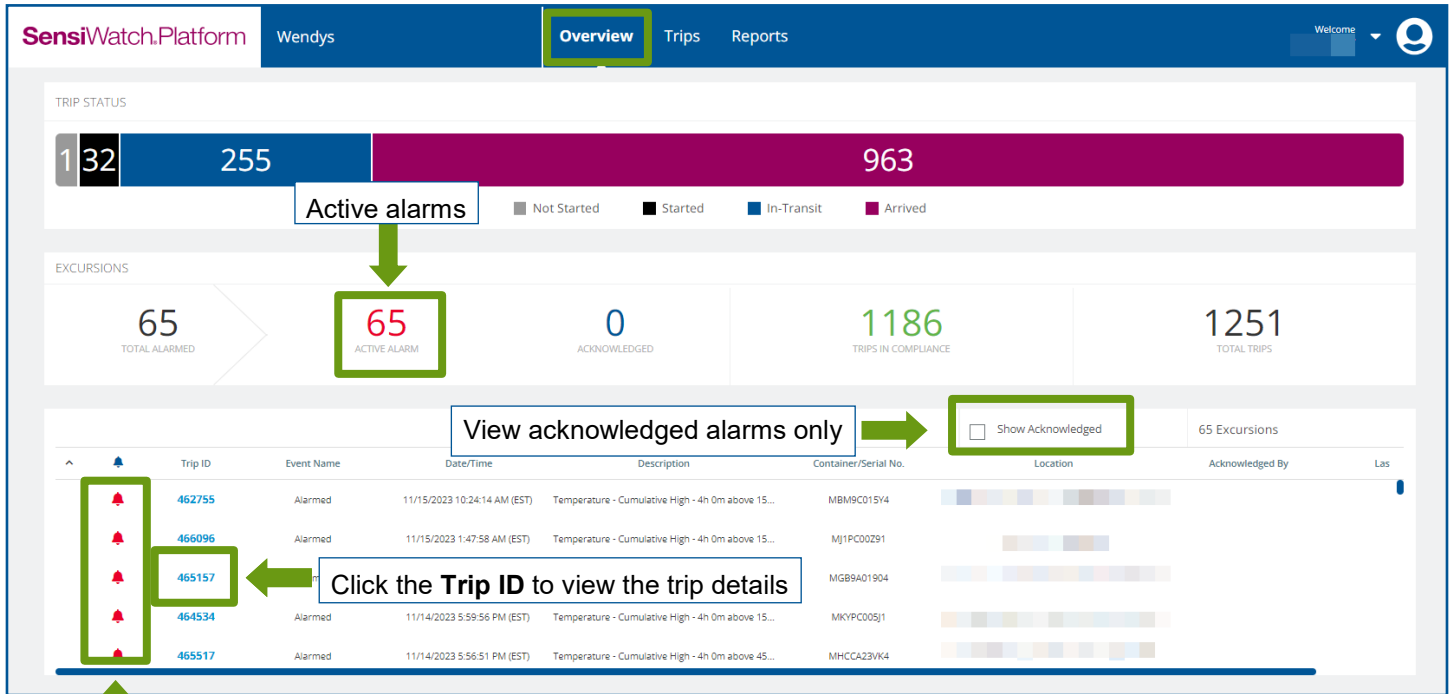 SensiWatch® Platform
Wendys
Overview
Trips
Reports
Welcome
TRIP STATUS
1 32 255 963
Active alarms
Not Started Started In-Transit Arrived
EXCURSIONS
65 65 0 1186 1251
TOTAL ALARMED ACTIVE ALARM ACKNOWLEDGED TRIPS IN COMPLIANCE TOTAL TRIPS
View acknowledged alarms only
Show Acknowledged
65 Excursions
Trip ID Event Name Date/Time Description Container/Serial No. Location Acknowledged By Las
462755 Alarmed 11/15/2023 10:24:14 AM (EST) Temperature - Cumulative High - 4h 0m above 15... MBM9C015Y4
466096 Alarmed 11/15/2023 1:47:58 AM (EST) Temperature - Cumulative High - 4h 0m above 15... MJ1PC00Z91
465157 MGB9A01904
Click the Trip ID to view the trip details
464534 Alarmed 11/14/2023 5:59:56 PM (EST) Temperature - Cumulative High - 4h 0m above 15... MKYPC005J1
465517 Alarmed 11/14/2023 5:56:51 PM (EST) Temperature - Cumulative High - 4h 0m above 45... MHCCA23VK4